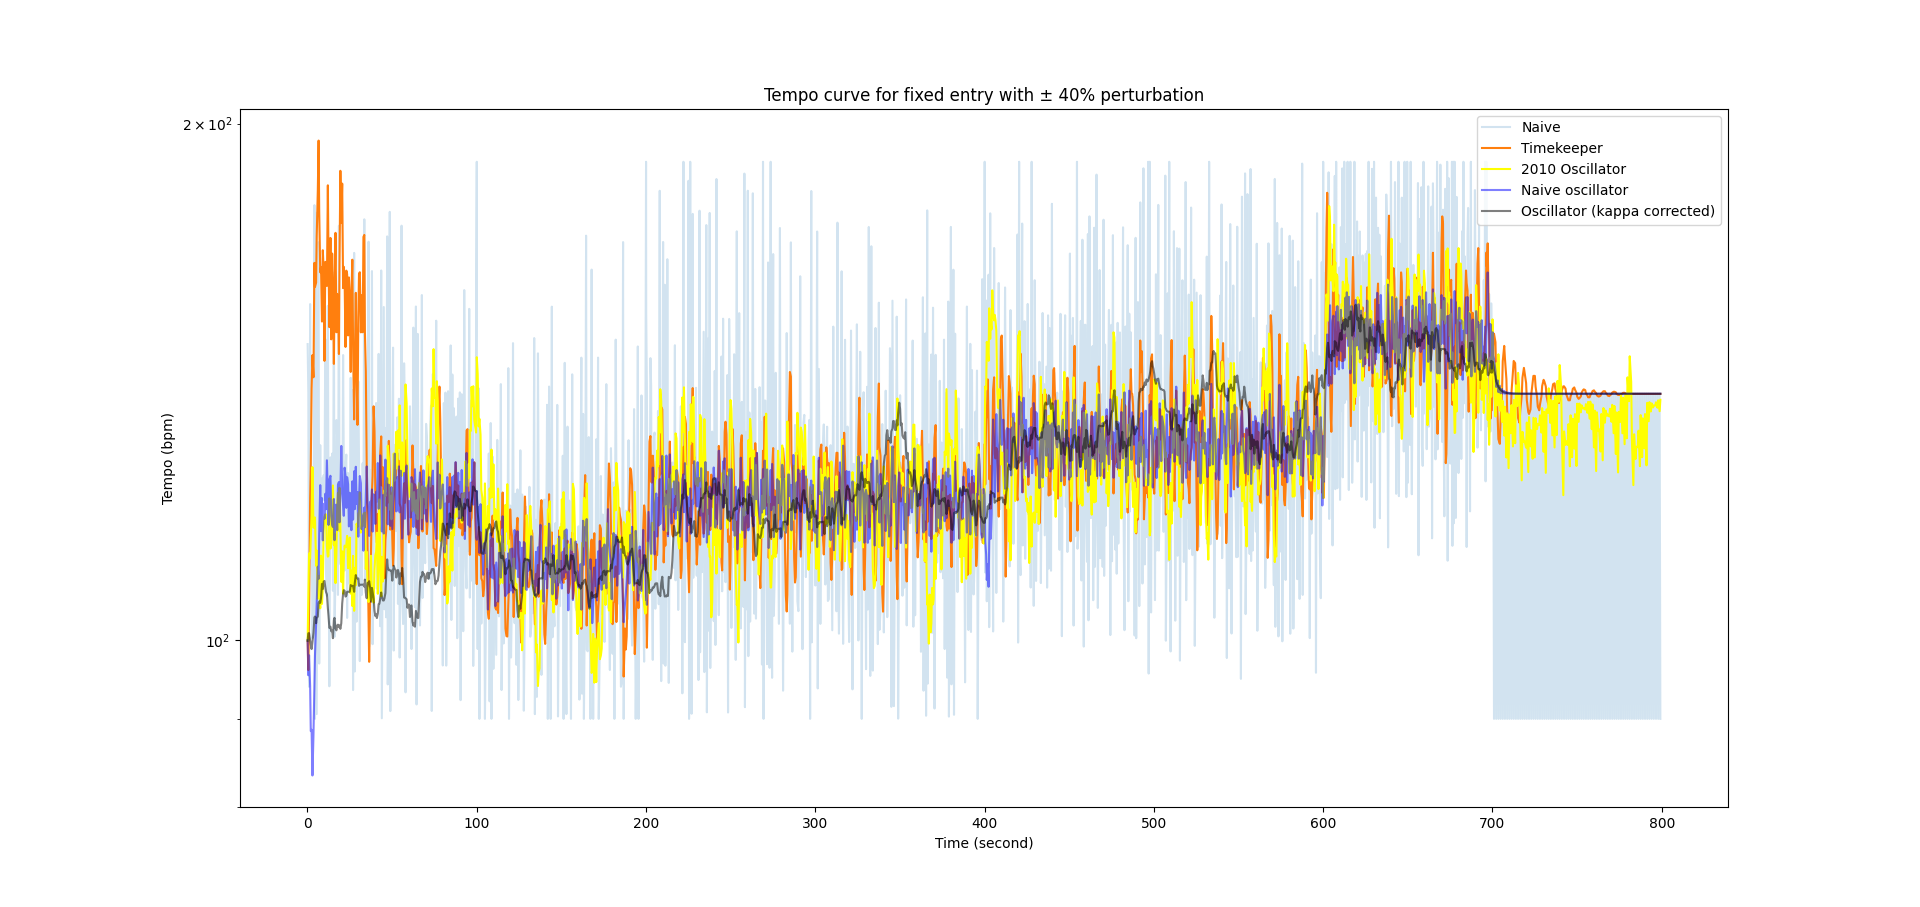 Tempo curve for fixed entry with ± 40% perturbation
2 × 10²
10²
Tempo (bpm)
Naive
Timekeeper
2010 Oscillator
Naive oscillator
Oscillator (kappa corrected)
0 100 200 300 400 500 600 700 800
Time (second)